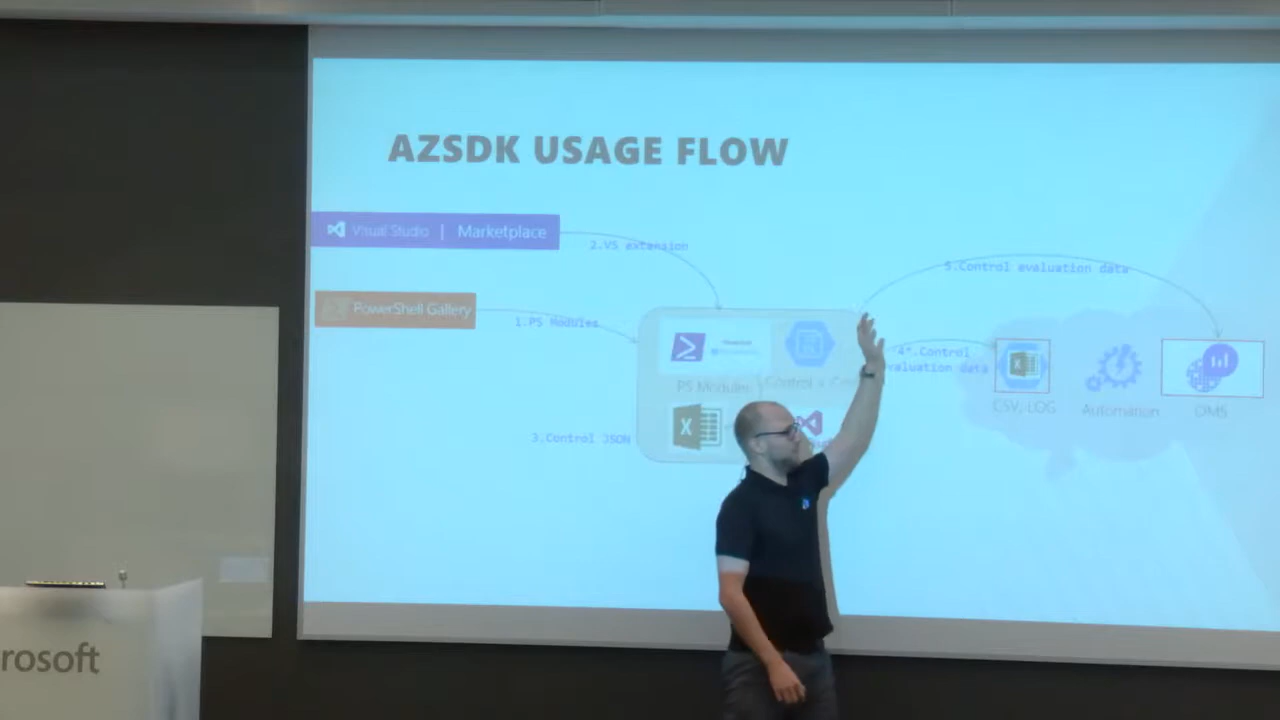 AZSDK USAGE FLOW
Visual Studio | Marketplace
2.VS extension
5.Control evaluation data
PowerShell Gallery
1.PS Modules
4*.Control
valuation data
PS Modules
Control
CSV, LOG
Automation
OMS
3.Control JSON
rosoft